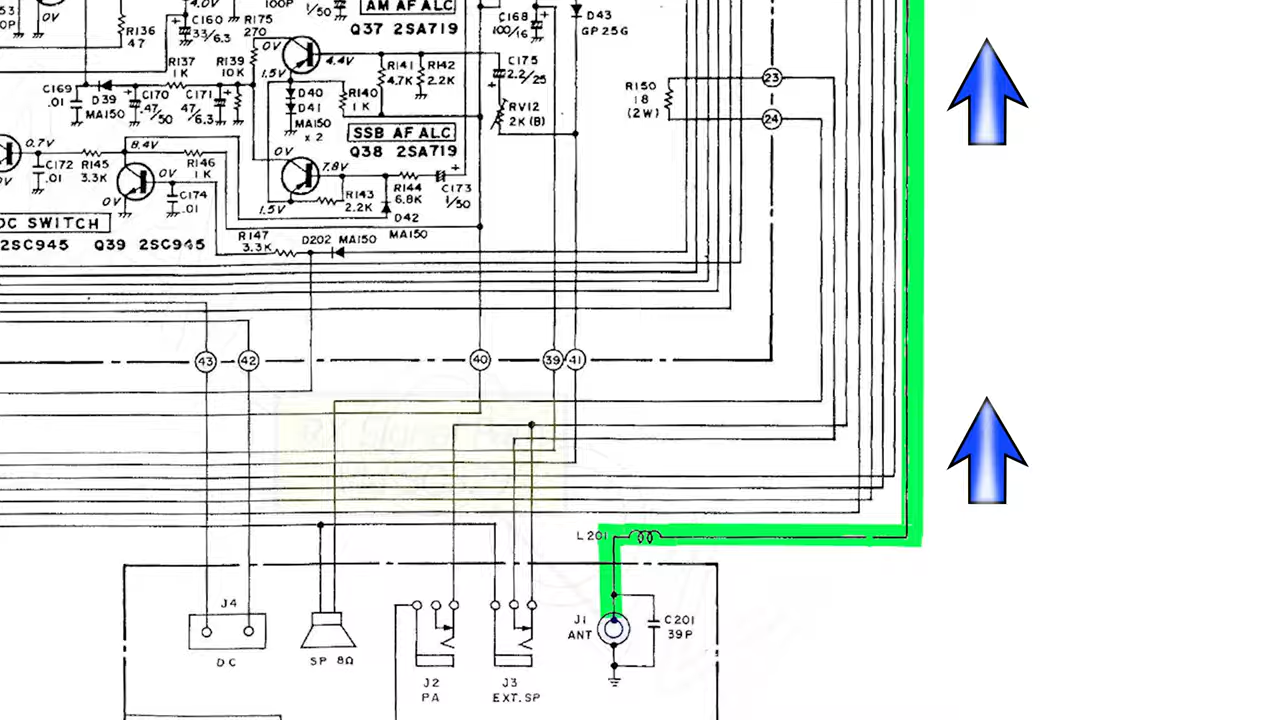 53
0P
0V
R136
47
4.0V
C160
33/6.3
R175
270
100P
1/50
AM AF ALC
Q37 2SA719
C168
100/16
D43
GP25G
0V
4.4V
R137
1K
R139
10K
1.5V
R141
4.7K
R142
2.2K
C175
2.2/25
R150
18
(2W)
23
24
C169
.01
D39
MA150
C170
.47/50
C171
47/6.3
D40
D41
MA150
x 2
R140
1K
RV12
2K(B)
SSB AF ALC
Q38 2SA719
0.7V
8.4V
0V
7.8V
C172
.01
R145
3.3K
R146
1K
0V
C174
.01
0V
0V
1.5V
R143
2.2K
R144
6.8K
C173
1/50
D42
MA150
OC SWITCH
2SC945 Q39 2SC945
R147
3.3K
D202 MA150
43
42
40
39
41
L201
J4
DC
SP 8Ω
J2
PA
J3
EXT.SP
J1
ANT
C201
39P